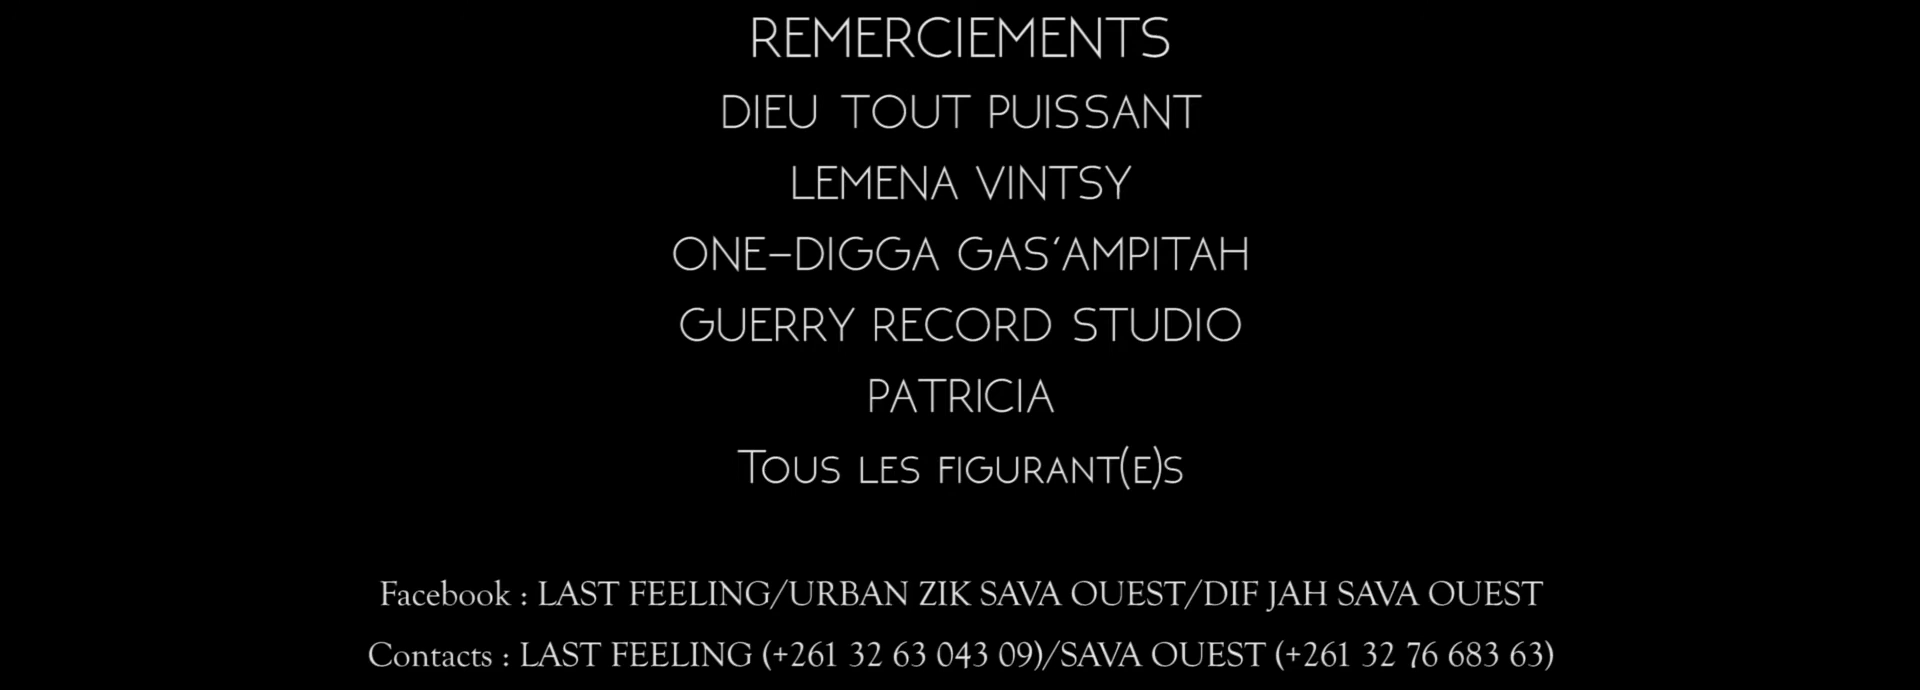 REMERCIEMENTS
DIEU TOUT PUISSANT
LEMENA VINTSY
ONE-DIGGA GAS'AMPITAH
GUERRY RECORD STUDIO
PATRICIA
TOUS LES FIGURANT(E)S
Facebook : LAST FEELING/URBAN ZIK SAVA OUEST/DIF JAH SAVA OUEST
Contacts : LAST FEELING (+261 32 63 043 09)/SAVA OUEST (+261 32 76 683 63)